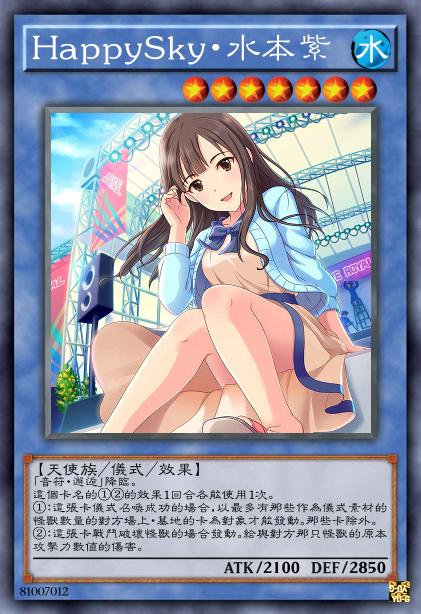 HappySky・水本紫
水
LIVE ROYAL
LIVE ROYAL
【天使族/儀式/效果】
「音符・邂逅」降臨。
這個卡名的①②的效果1回合各能使用1次。
①:這張卡儀式召喚成功的場合,以最多有那些作為儀式素材的
怪獸數量的對方場上・墓地的卡為對象才能發動。那些卡除外。
②:這張卡戰鬥破壞怪獸的場合發動。給與對方那隻怪獸的原本
攻擊力數值的傷害。
ATK/2100 DEF/2850
81007012